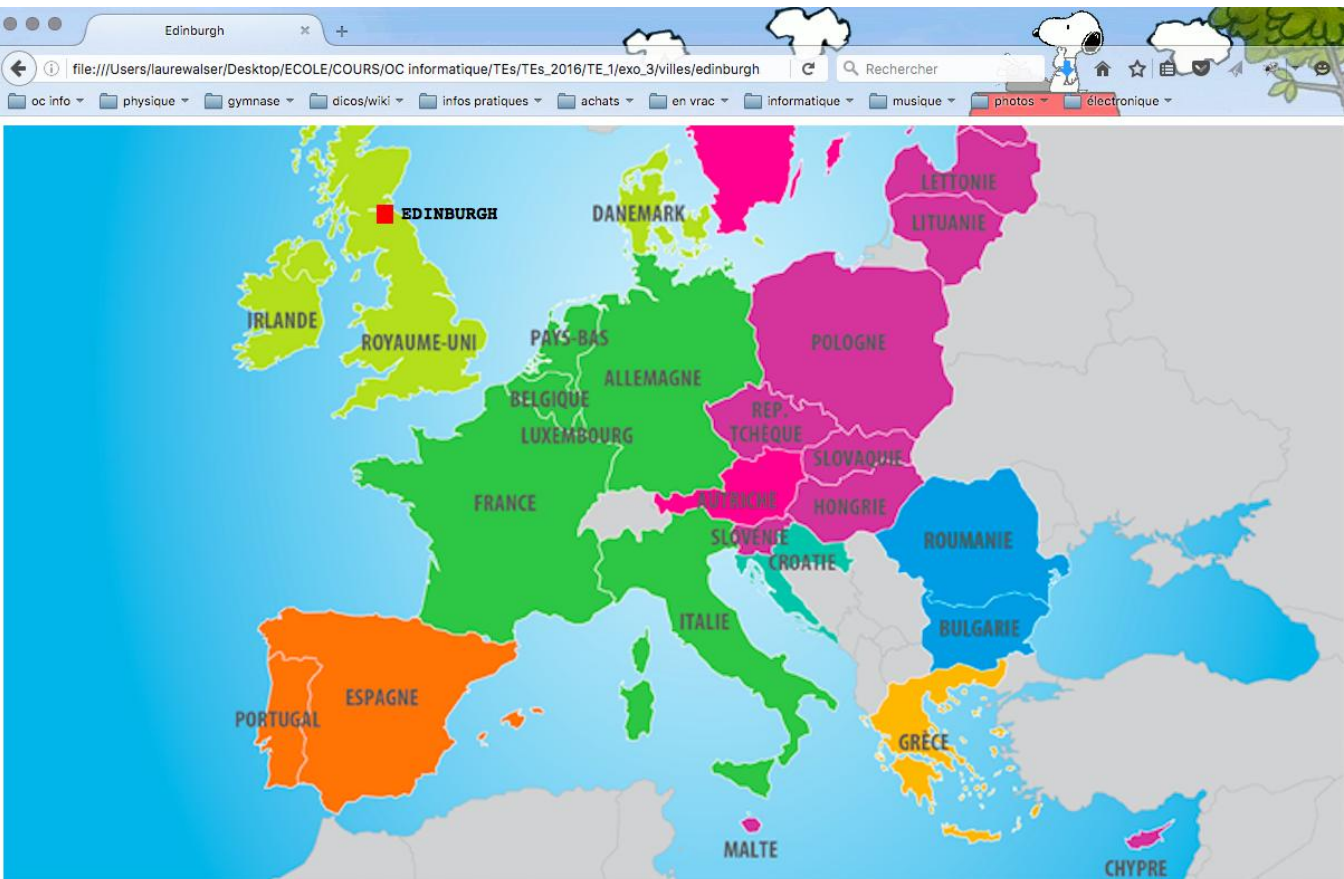 Edinburgh
file:///Users/laurewalser/Desktop/ECOLE/COURS/OC informatique/TEs/TEs_2016/TE_1/exo_3/villes/edinburgh
Rechercher
oc info physique gymnase dicos/wiki infos pratiques achats en vrac informatique musique photos électronique
LETTONIE
EDINBURGH
DANEMARK
LITUANIE
IRLANDE
ROYAUME-UNI
PAYS-BAS
POLOGNE
ALLEMAGNE
BELGIQUE
REP.
TCHÈQUE
LUXEMBOURG
SLOVAQUIE
FRANCE
AUTRICHE
HONGRIE
SLOVÉNIE
ROUMANIE
CROATIE
ITALIE
BULGARIE
ESPAGNE
PORTUGAL
GRÈCE
MALTE
CHYPRE